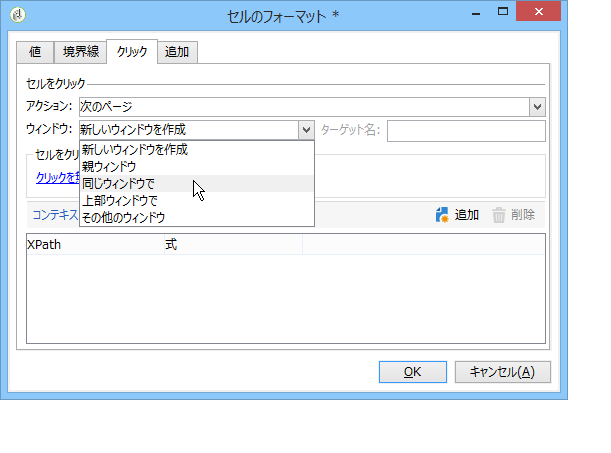 セルのフォーマット *
値 境界線 クリック 追加
セルをクリック
アクション: 次のページ
ウィンドウ: 新しいウィンドウを作成 ターゲット名:
新しいウィンドウを作成
セルをクリ 親ウィンドウ
クリックを 同じウィンドウで
上部ウィンドウで
コンテキス その他のウィンドウ 追加 削除
XPath 式
OK キャンセル(A)